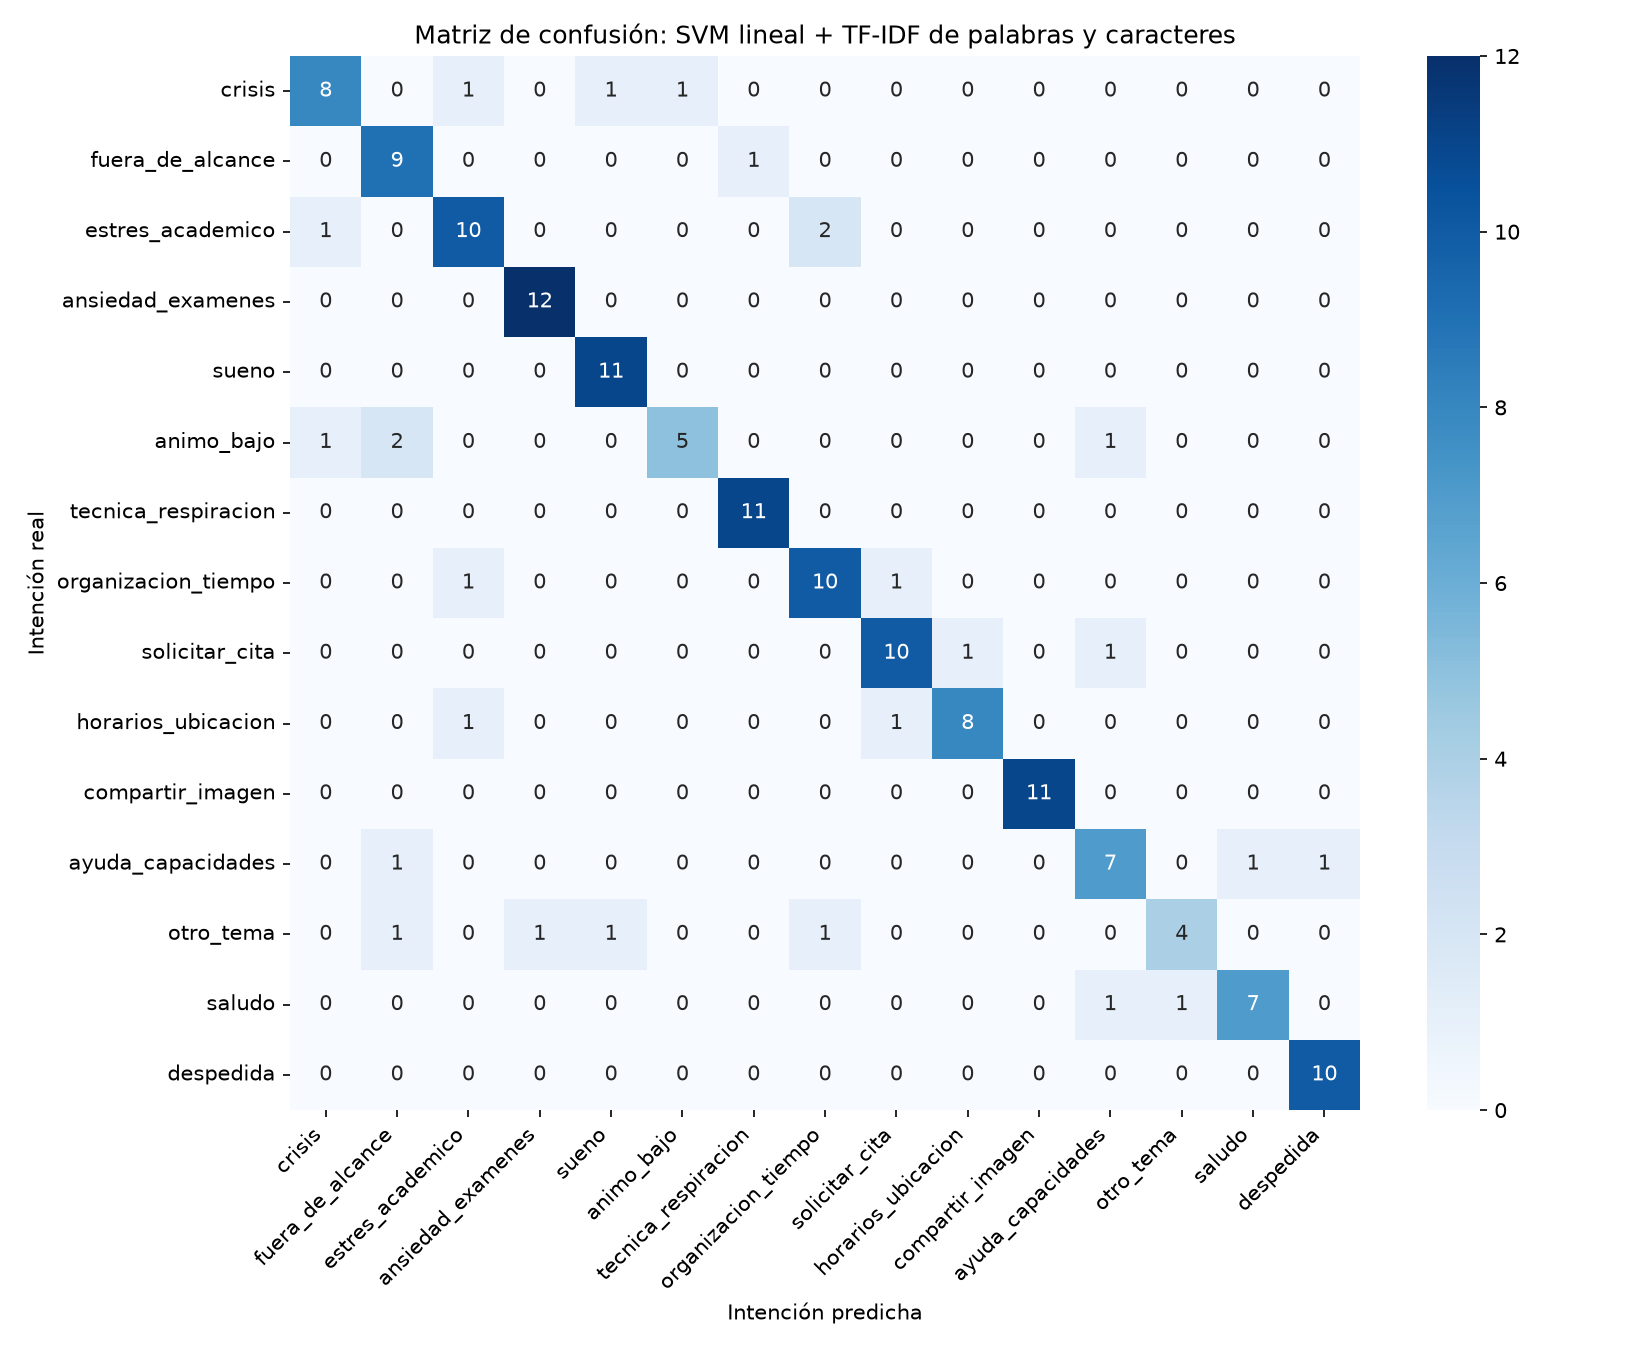 Matriz de confusión: SVM lineal + TF-IDF de palabras y caracteres
crisis 8 0 1 0 1 1 0 0 0 0 0 0 0 0 0
fuera_de_alcance 0 9 0 0 0 0 1 0 0 0 0 0 0 0 0
estres_academico 1 0 10 0 0 0 0 2 0 0 0 0 0 0 0
ansiedad_examenes 0 0 0 12 0 0 0 0 0 0 0 0 0 0 0
sueno 0 0 0 0 11 0 0 0 0 0 0 0 0 0 0
animo_bajo 1 2 0 0 0 5 0 0 0 0 0 1 0 0 0
tecnica_respiracion 0 0 0 0 0 0 11 0 0 0 0 0 0 0 0
organizacion_tiempo 0 0 1 0 0 0 0 10 1 0 0 0 0 0 0
solicitar_cita 0 0 0 0 0 0 0 0 10 1 0 1 0 0 0
horarios_ubicacion 0 0 1 0 0 0 0 0 1 8 0 0 0 0 0
compartir_imagen 0 0 0 0 0 0 0 0 0 0 11 0 0 0 0
ayuda_capacidades 0 1 0 0 0 0 0 0 0 0 0 7 0 1 1
otro_tema 0 1 0 1 1 0 0 1 0 0 0 0 4 0 0
saludo 0 0 0 0 0 0 0 0 0 0 0 1 1 7 0
despedida 0 0 0 0 0 0 0 0 0 0 0 0 0 0 10
Intención real
crisis
fuera_de_alcance
estres_academico
ansiedad_examenes
sueno
animo_bajo
tecnica_respiracion
organizacion_tiempo
solicitar_cita
horarios_ubicacion
compartir_imagen
ayuda_capacidades
otro_tema
saludo
despedida
Intención predicha
12
10
8
6
4
2
0